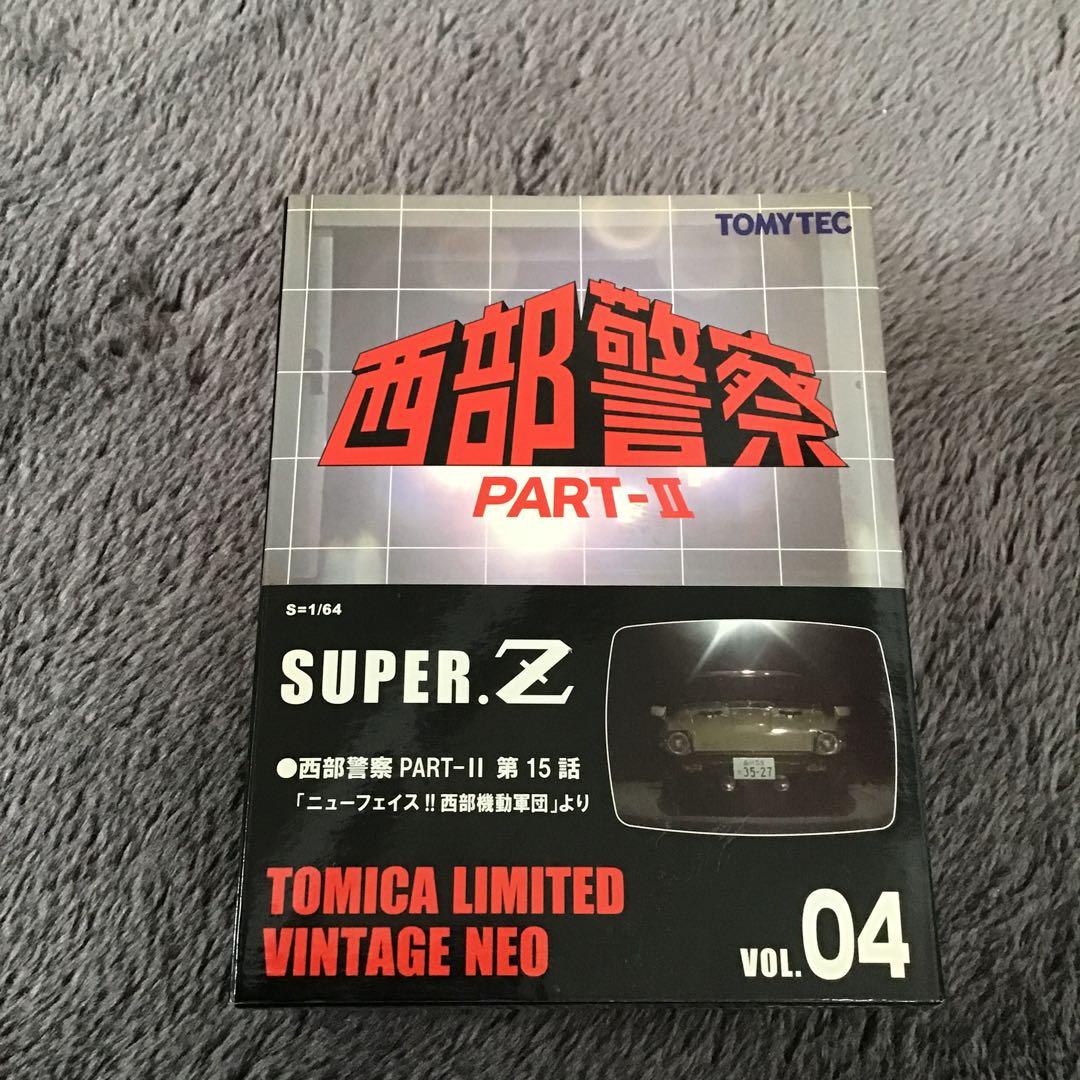 TOMYTEC
西部警察
PART-II
S=1/64
SUPER.Z
●西部警察 PART-II 第15話
「ニューフェイス!!西部機動軍団」より
35-27
TOMICA LIMITED
VINTAGE NEO
VOL.04